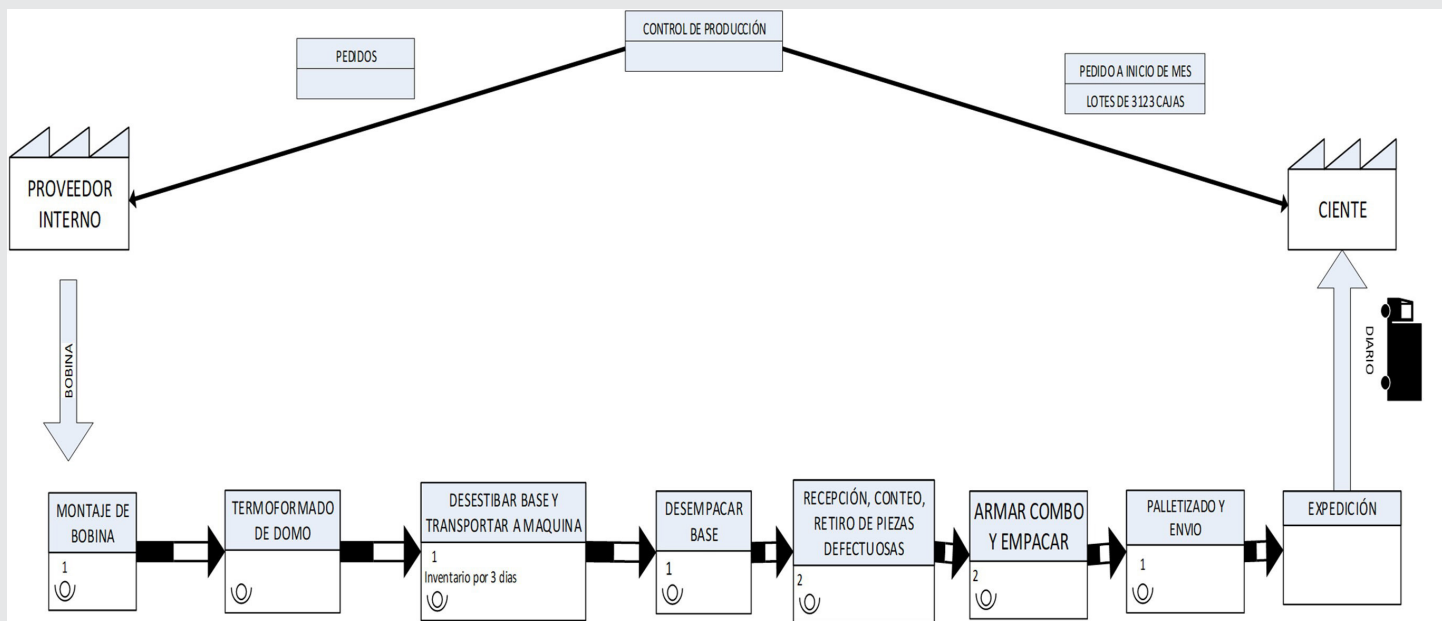 CONTROL DE PRODUCCIÓN
PEDIDOS
PEDIDO A INICIO DE MES
LOTES DE 3123 CAJAS
PROVEEDOR
INTERNO
CIENTE
BOBINA
DIARIO
MONTAJE DE
BOBINA
1
TERMOFORMADO
DE DOMO
DESESTIBAR BASE Y
TRANSPORTAR A MAQUINA
1
Inventario por 3 dias
DESEMPACAR
BASE
1
RECEPCIÓN, CONTEO,
RETIRO DE PIEZAS
DEFECTUOSAS
2
ARMAR COMBO
Y EMPACAR
2
PALLETIZADO Y
ENVIO
1
EXPEDICIÓN